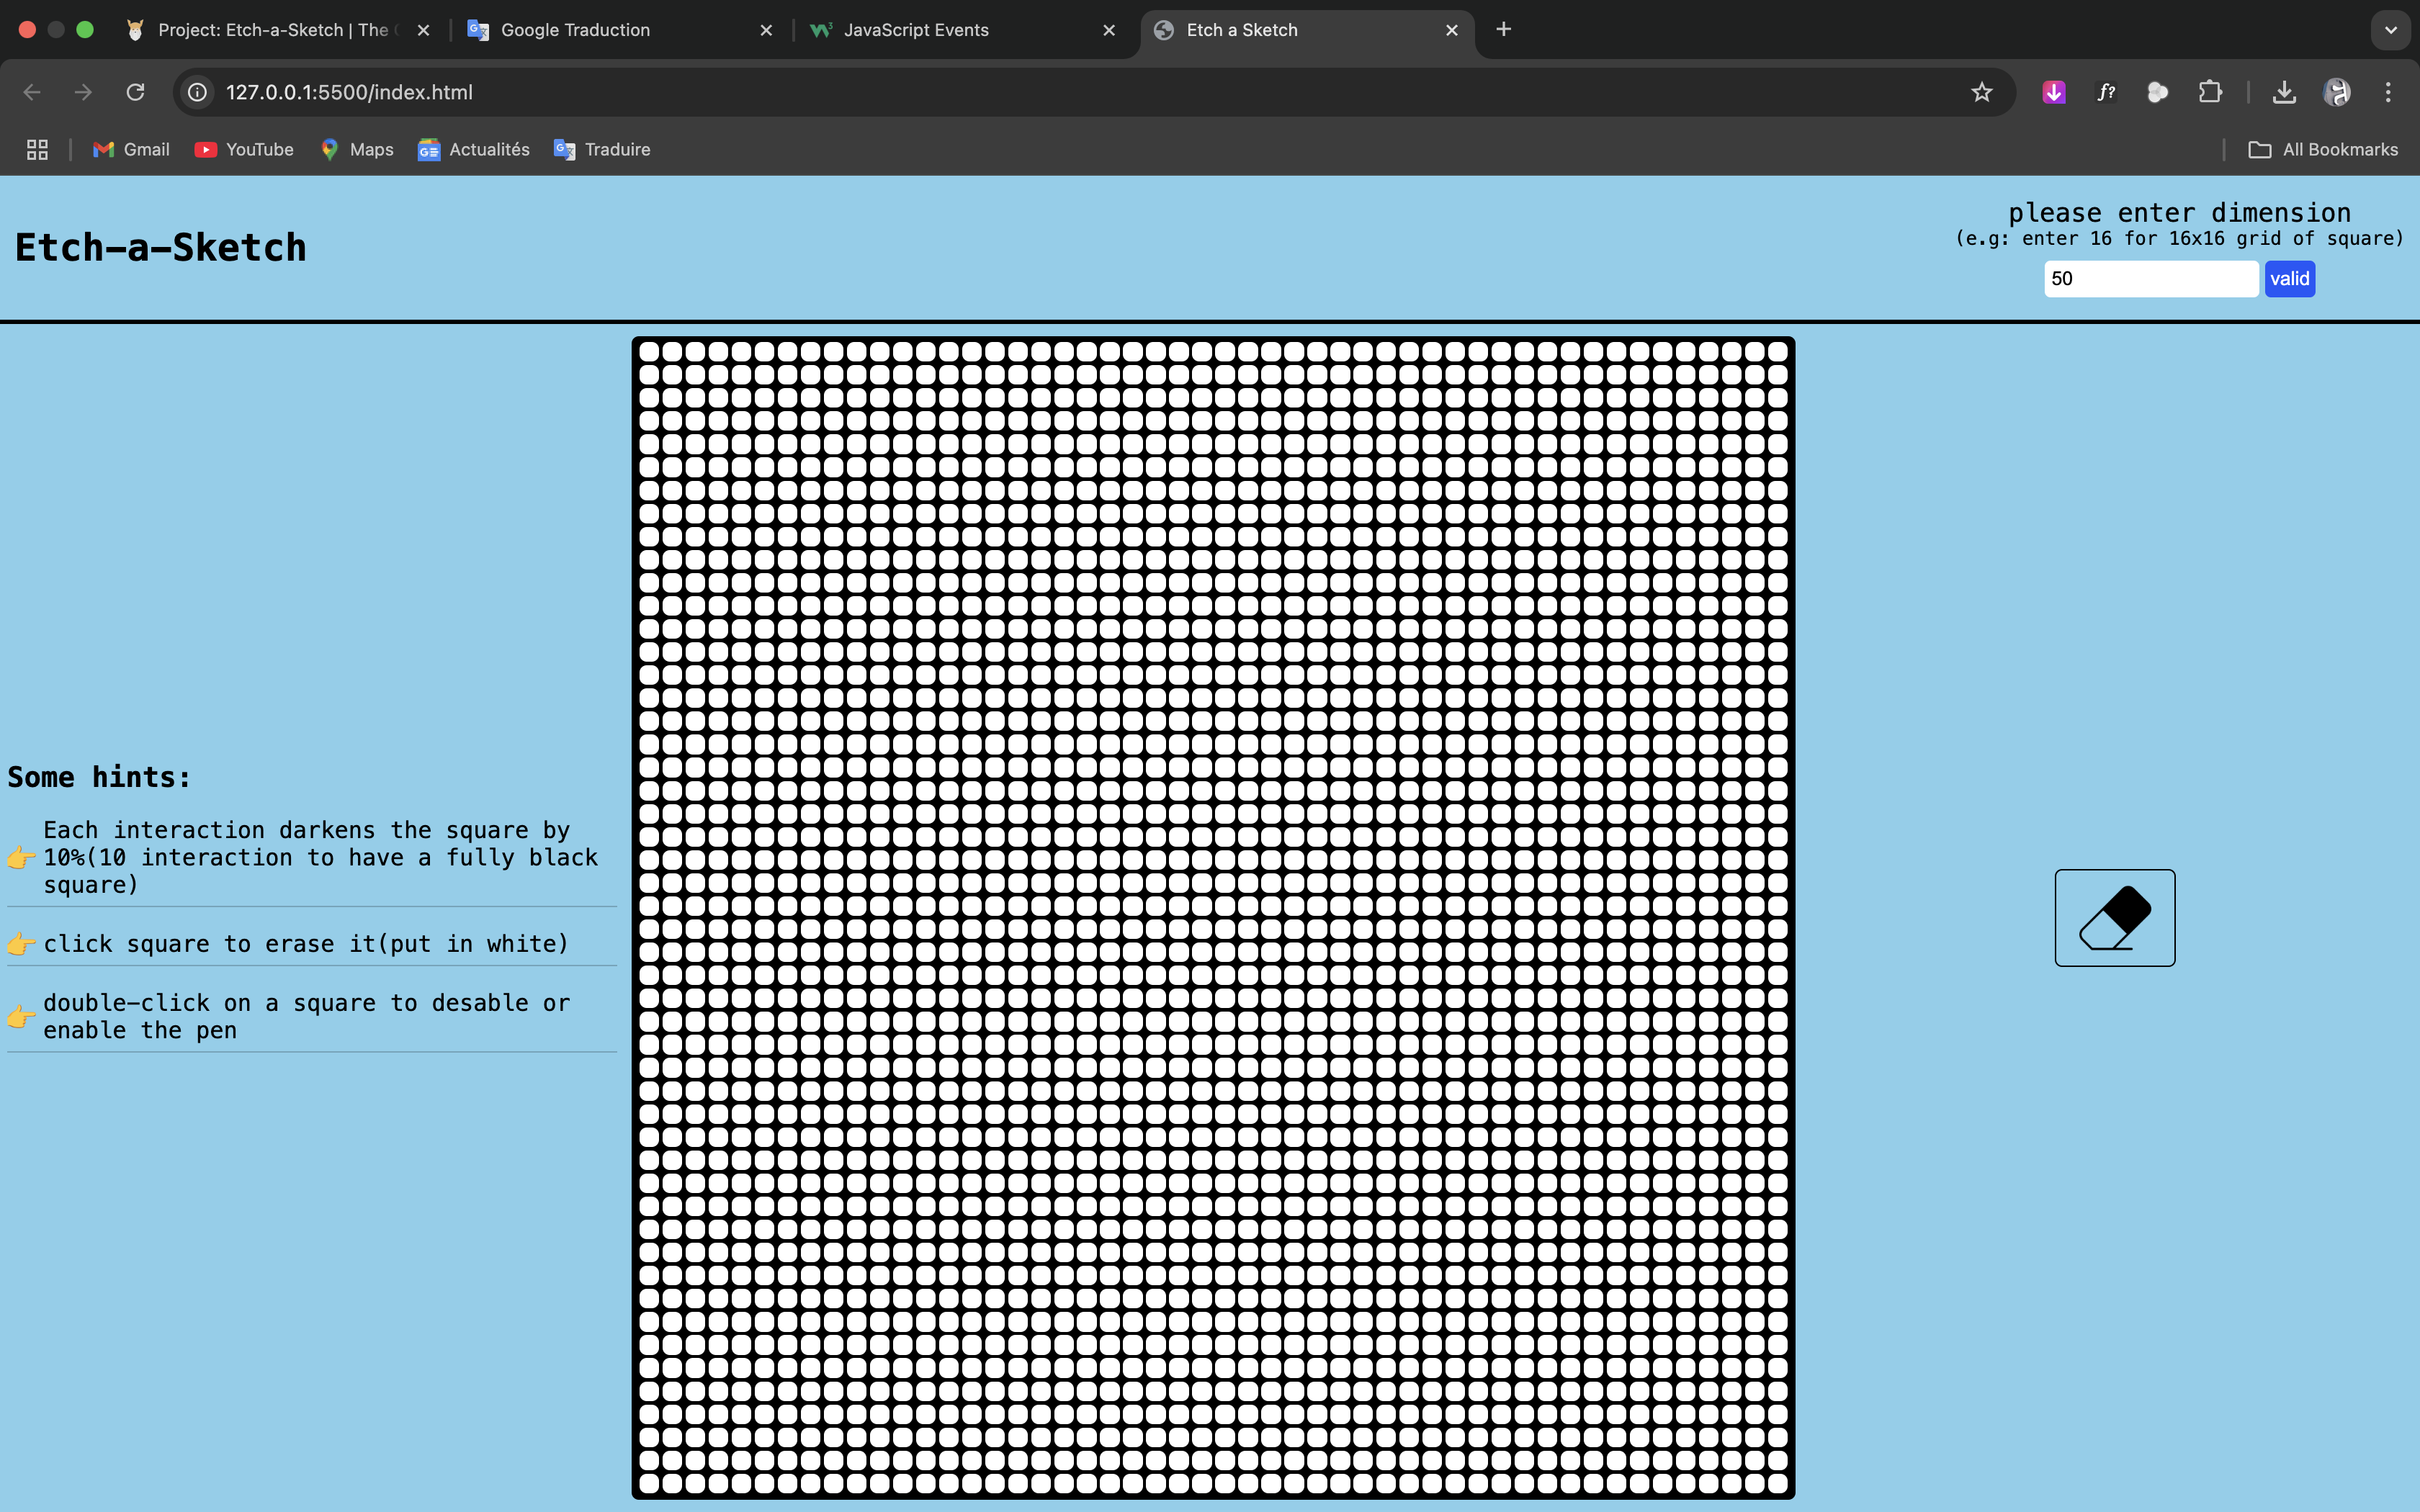 Project: Etch-a-Sketch | The
Google Traduction
JavaScript Events
Etch a Sketch
127.0.0.1:5500/index.html
Gmail
YouTube
Maps
Actualités
Traduire
All Bookmarks
Etch-a-Sketch
please enter dimension
(e.g: enter 16 for 16x16 grid of square)
50
valid
Some hints:
👉 Each interaction darkens the square by
10%(10 interaction to have a fully black
square)
👉 click square to erase it(put in white)
👉 double-click on a square to desable or
enable the pen